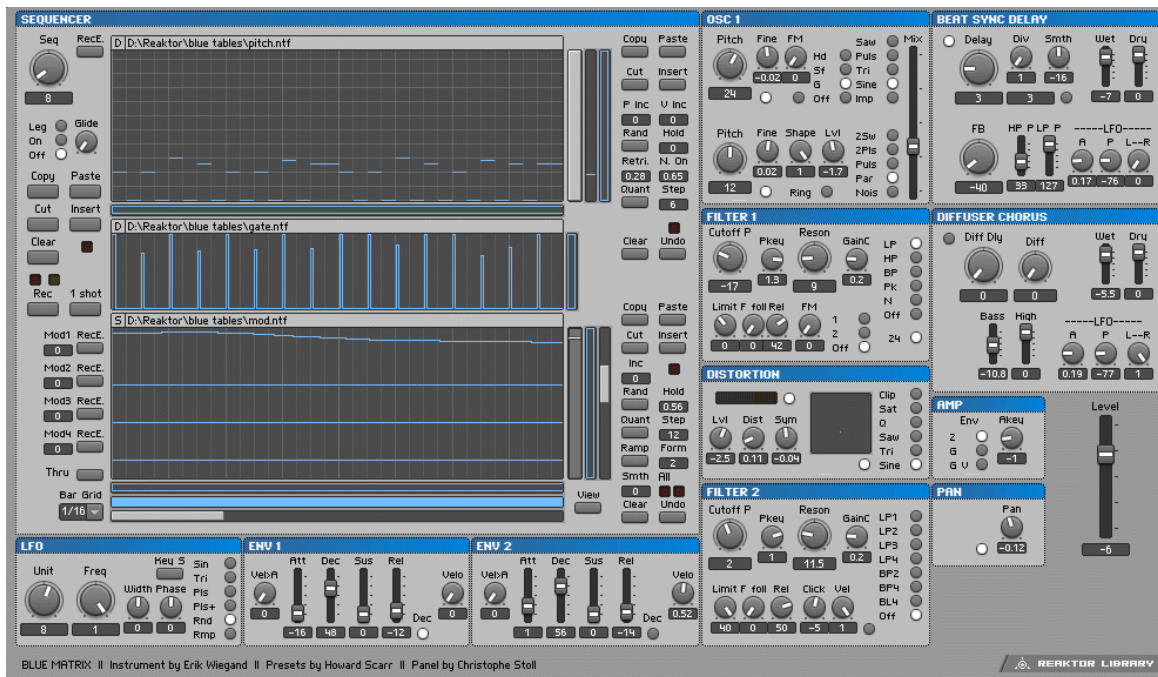 SEQUENCER
Seq RecE.
8
Leg
On
Off
Glide
Copy Paste
Cut Insert
Clear
Rec 1 shot
Mod1 RecE.
0
Mod2 RecE.
0
Mod3 RecE.
0
Mod4 RecE.
0
Thru
Bar Grid
1/16
D D:\Reaktor\blue tables\pitch.ntf
D D:\Reaktor\blue tables\gate.ntf
S D:\Reaktor\blue tables\mod.ntf
Copy Paste
Cut Insert
P Inc V Inc
0 0
Rand Hold
0
Retri. N. On
0.28 0.65
Quant Step
6
Clear Undo
Copy Paste
Cut Insert
Inc
0
Rand Hold
0.56
Quant Step
12
Ramp Form
2
Smth All
0
View Clear Undo
OSC 1
Pitch Fine FM
24 -0.02 0
Hd
Sf
G
Off
Saw
Puls
Tri
Sine
Imp
Mix
Pitch Fine Shape Lvl
12 0.02 1 -1.7
Ring
2Sw
2Pls
Puls
Par
Nois
BEAT SYNC DELAY
Delay Div Smth Wet Dry
3 1 -16 -7 0
3
FB HP P LP P -----LFO-----
A P L--R
-40 33 127 0.17 -76 0
FILTER 1
Cutoff P Pkey Reson GainC
-17 1.3 9 0.2
LP
HP
BP
Pk
N
Off
Limit F foll Rel FM
0 0 42 0
1
2
Off
24
DIFFUSER CHORUS
Diff Dly Diff Wet Dry
0 0 -5.5 0
Bass High -----LFO-----
A P L--R
-10.8 0 0.19 -77 1
DISTORTION
Lvl Dist Sym
-2.5 0.11 -0.04
Clip
Sat
Q
Saw
Tri
Sine
AMP
Env Akey
2
G
G V
-1
Level
-6
FILTER 2
Cutoff P Pkey Reson GainC
2 1 11.5 0.2
LP1
LP2
LP3
LP4
BP2
BP4
BL4
Off
Limit F foll Rel Click Vel
40 0 50 -5 1
PAN
Pan
-0.12
LFO
Unit Freq Key S
8 1
Width Phase
0 0
Sin
Tri
Pls
Pls+
Rnd
Rmp
ENV 1
Vel>A Att Dec Sus Rel Velo
0 -16 48 0 -12 0
Dec
ENV 2
Vel>A Att Dec Sus Rel Velo
0 1 56 0 -14 0.52
Dec
BLUE MATRIX II Instrument by Erik Wiegand II Presets by Howard Scarr II Panel by Christophe Stoll
REAKTOR LIBRARY